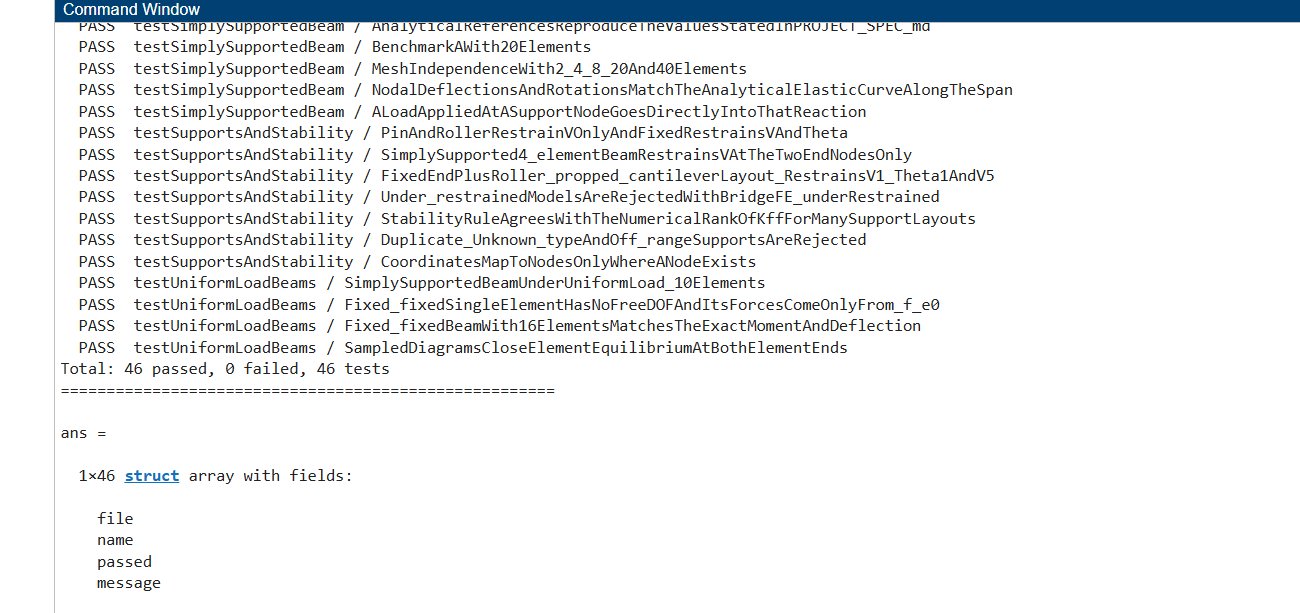 Command Window
PASS  testSimplySupportedBeam / AnalyticalReferencesReproduceTheValuesStatedInPROJECT_SPEC_md
PASS  testSimplySupportedBeam / BenchmarkAWith20Elements
PASS  testSimplySupportedBeam / MeshIndependenceWith2_4_8_20And40Elements
PASS  testSimplySupportedBeam / NodalDeflectionsAndRotationsMatchTheAnalyticalElasticCurveAlongTheSpan
PASS  testSimplySupportedBeam / ALoadAppliedAtASupportNodeGoesDirectlyIntoThatReaction
PASS  testSupportsAndStability / PinAndRollerRestrainVOnlyAndFixedRestrainsVAndTheta
PASS  testSupportsAndStability / SimplySupported4_elementBeamRestrainsVAtTheTwoEndNodesOnly
PASS  testSupportsAndStability / FixedEndPlusRoller_propped_cantileverLayout_RestrainsV1_Theta1AndV5
PASS  testSupportsAndStability / Under_restrainedModelsAreRejectedWithBridgeFE_underRestrained
PASS  testSupportsAndStability / StabilityRuleAgreesWithTheNumericalRankOfKffForManySupportLayouts
PASS  testSupportsAndStability / Duplicate_Unknown_typeAndOff_rangeSupportsAreRejected
PASS  testSupportsAndStability / CoordinatesMapToNodesOnlyWhereANodeExists
PASS  testUniformLoadBeams / SimplySupportedBeamUnderUniformLoad_10Elements
PASS  testUniformLoadBeams / Fixed_fixedSingleElementHasNoFreeDOFAndItsForcesComeOnlyFrom_f_e0
PASS  testUniformLoadBeams / Fixed_fixedBeamWith16ElementsMatchesTheExactMomentAndDeflection
PASS  testUniformLoadBeams / SampledDiagramsCloseElementEquilibriumAtBothElementEnds
Total: 46 passed, 0 failed, 46 tests
======================================================
ans =
1×46 struct array with fields:
file
name
passed
message